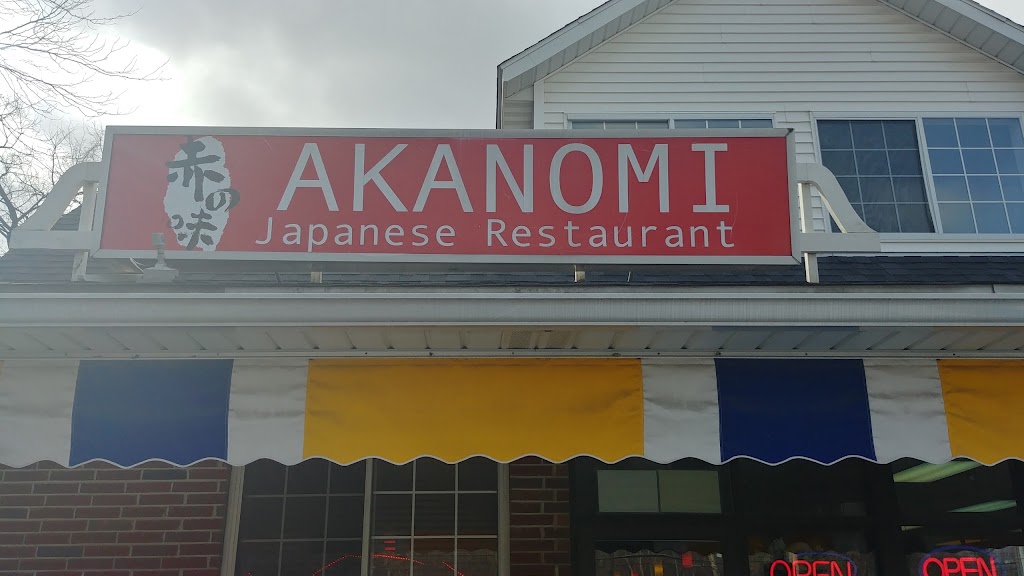 赤の味
AKANOMI
Japanese Restaurant
OPEN
OPEN